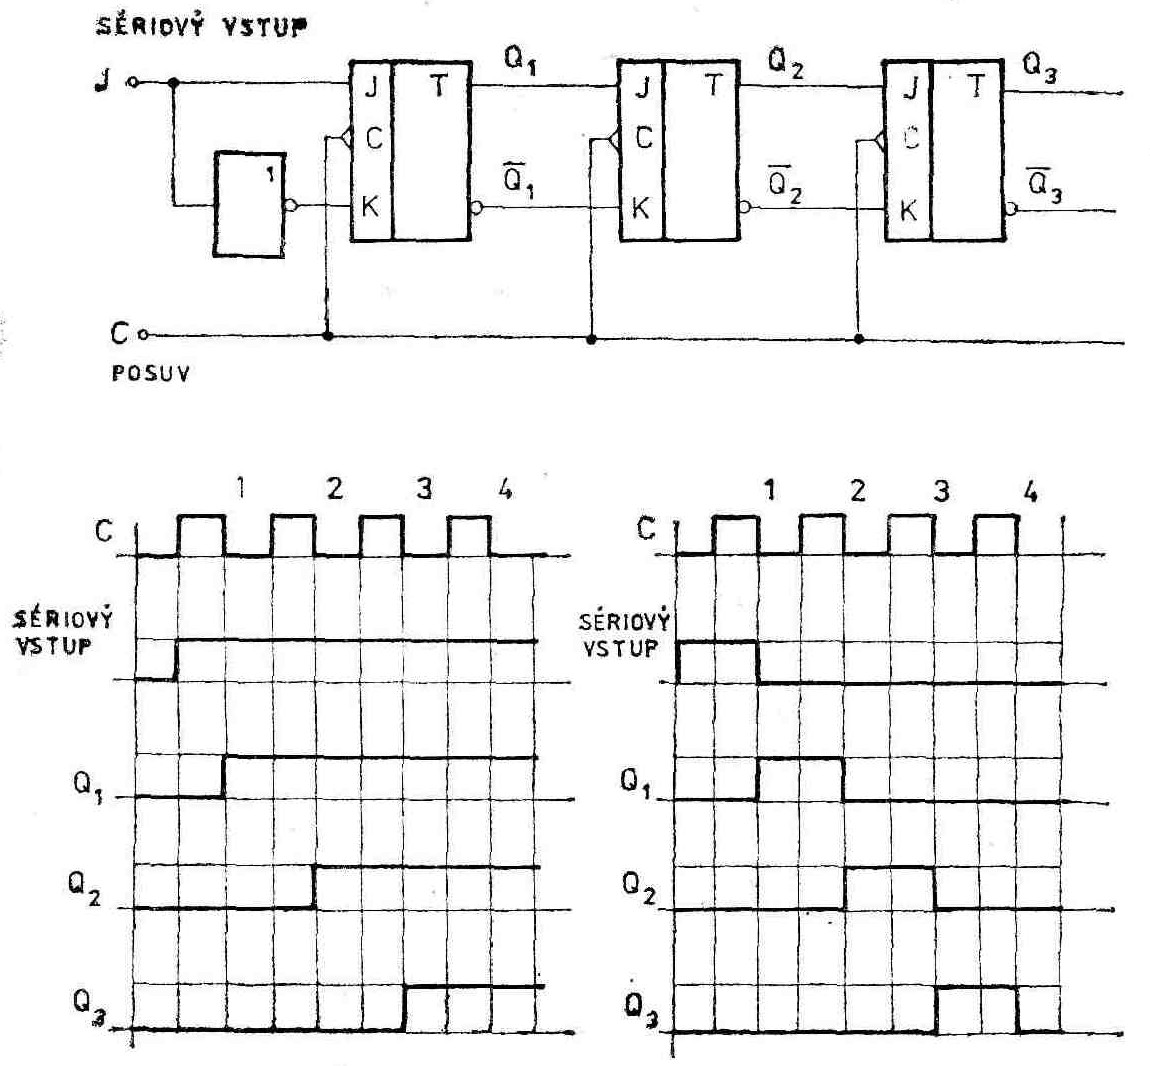 SÉRIOVÝ VSTUP
J
J T Q1 J T Q2 J T Q3
C C C
1
K Q̅1 K Q̅2 K Q̅3
C
POSUV
1 2 3 4
C
SÉRIOVÝ
VSTUP
Q1
Q2
Q3
1 2 3 4
C
SÉRIOVÝ
VSTUP
Q1
Q2
Q3